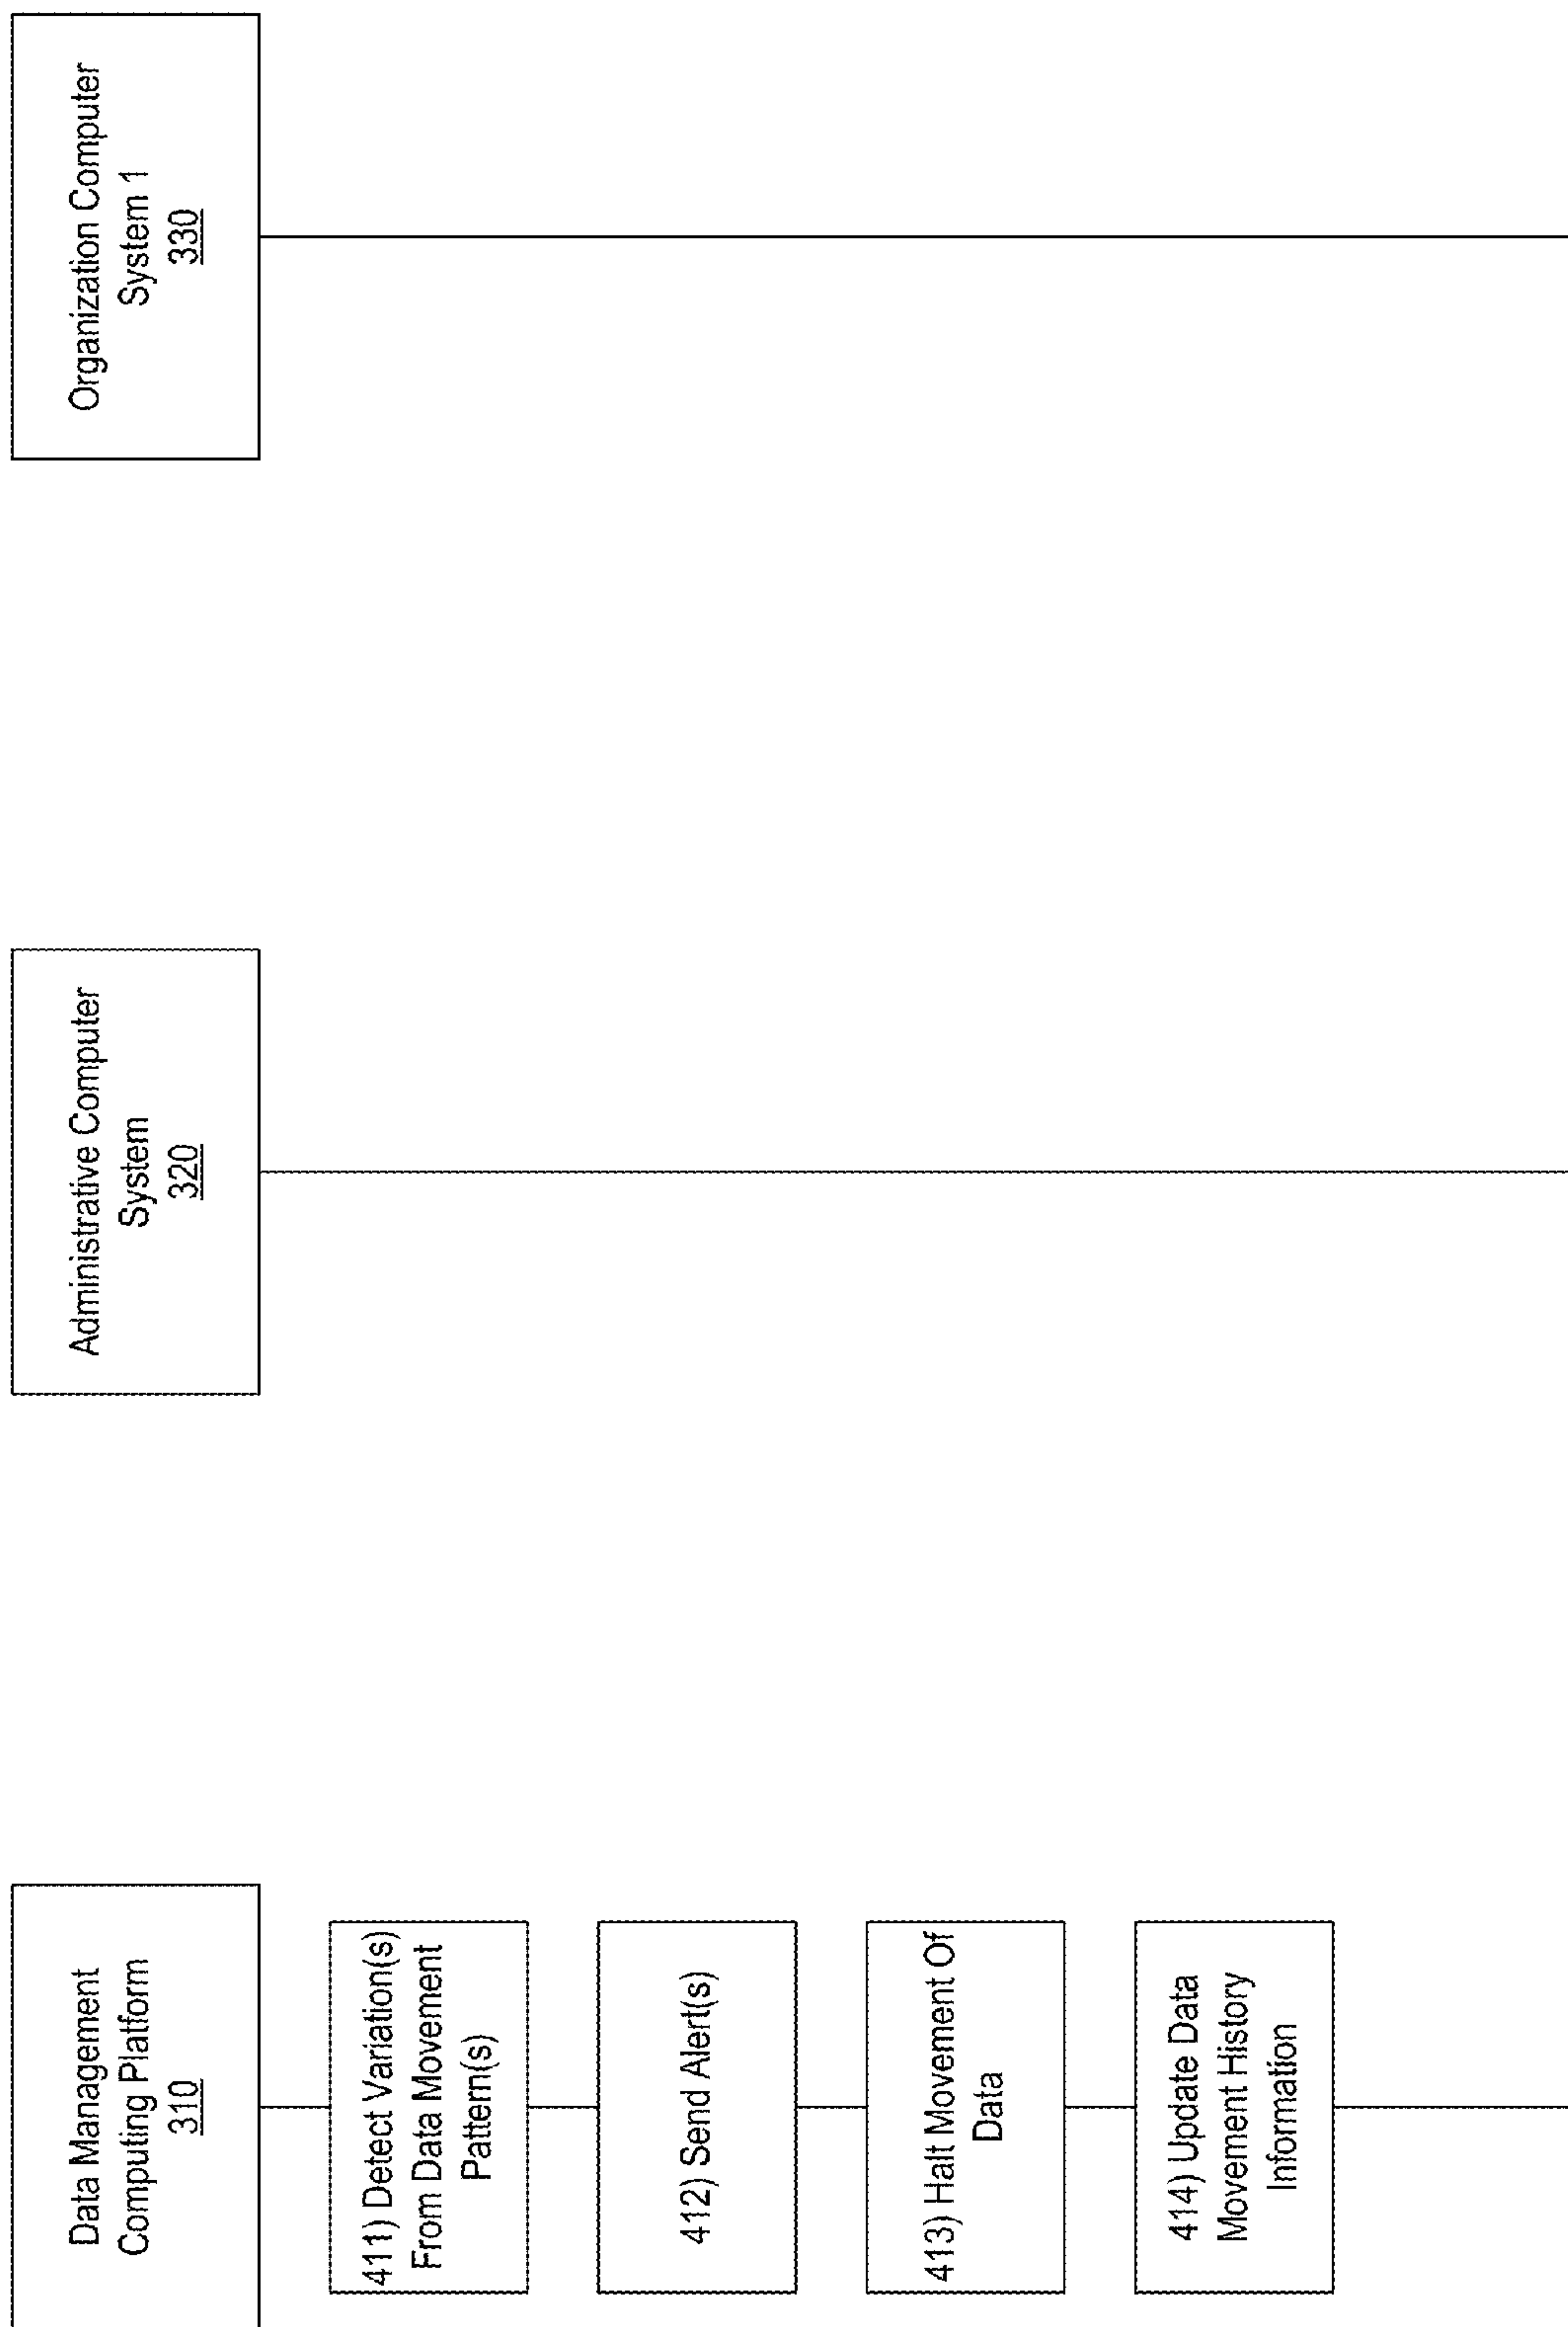 Data Management
Computing Platform
310
Administrative Computer
System
320
Organization Computer
System 1
330
411) Detect Variation(s)
From Data Movement
Pattern(s)
412) Send Alert(s)
413) Halt Movement Of
Data
414) Update Data
Movement History
Information